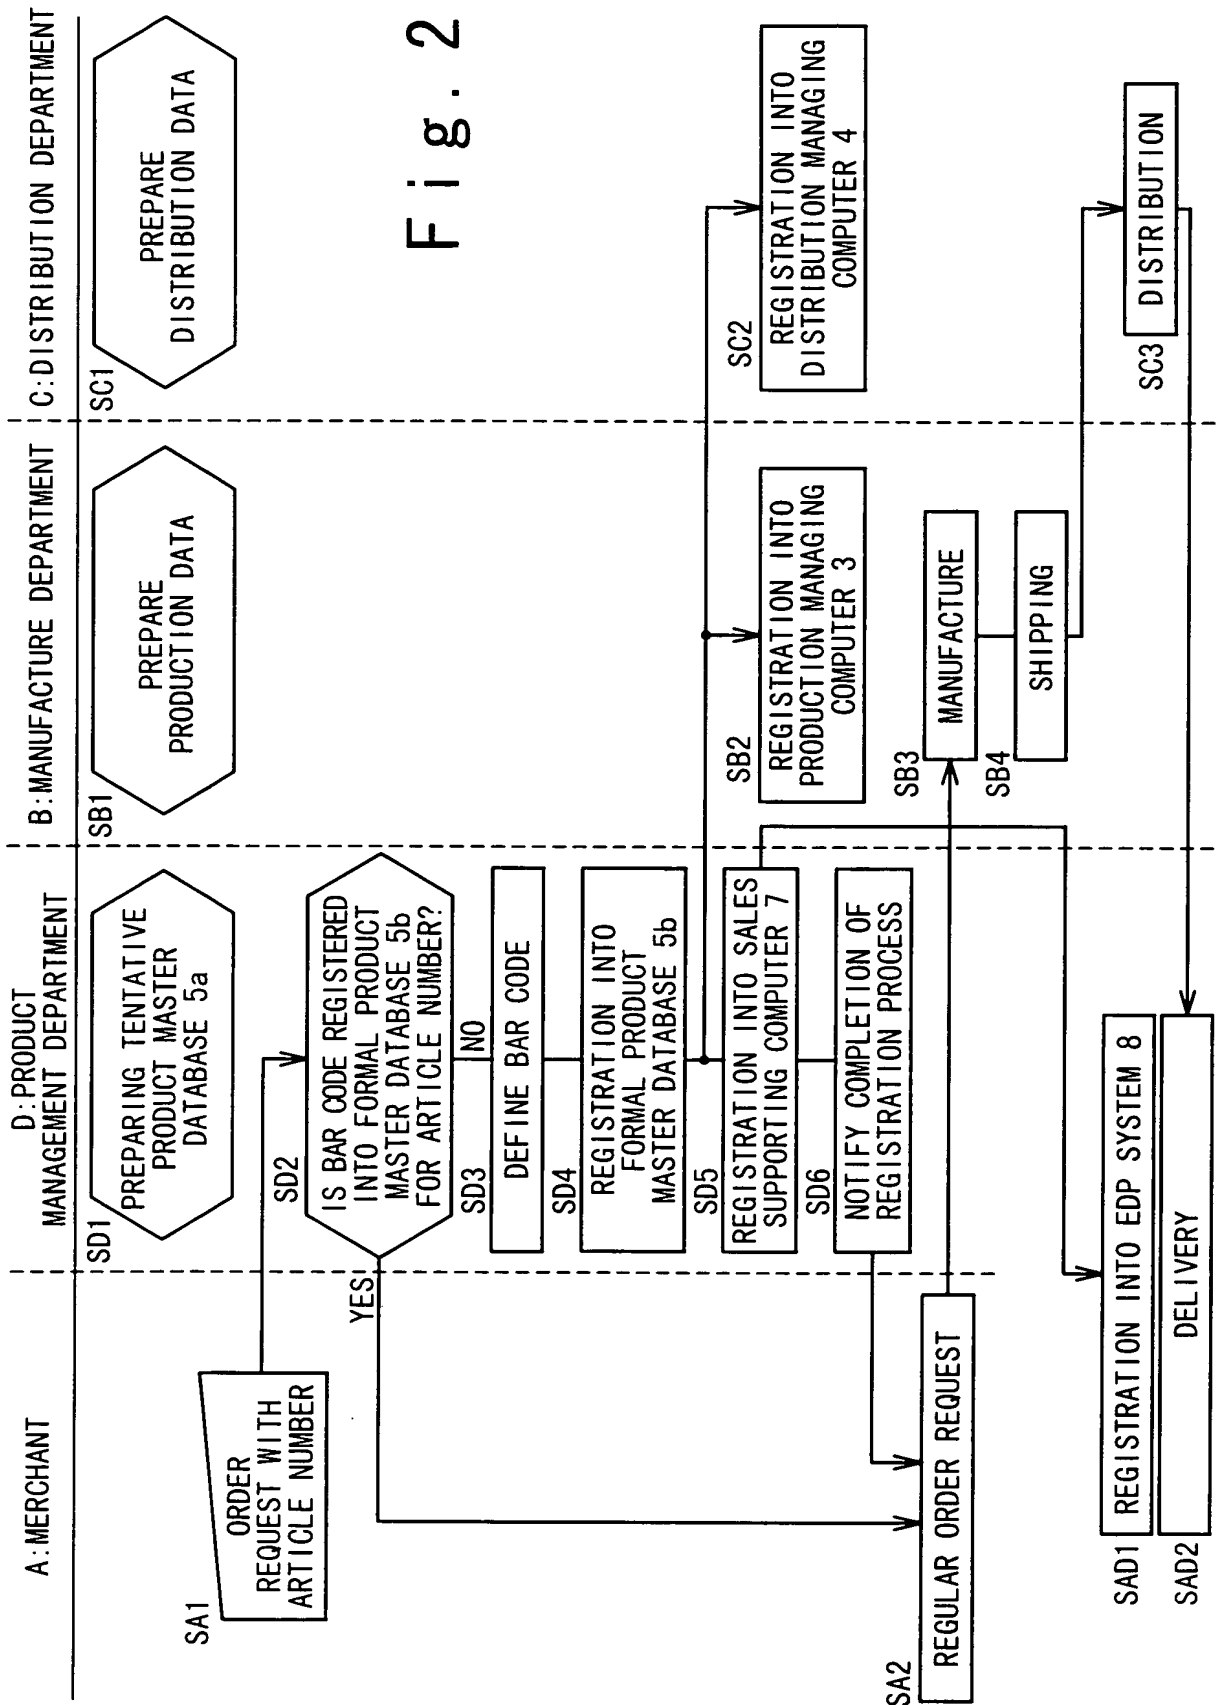 A:MERCHANT
D:PRODUCT
MANAGEMENT DEPARTMENT
B:MANUFACTURE DEPARTMENT
C:DISTRIBUTION DEPARTMENT
SD1
PREPARING TENTATIVE
PRODUCT MASTER
DATABASE 5a
SB1
PREPARE
PRODUCTION DATA
SC1
PREPARE
DISTRIBUTION DATA
SA1
ORDER
REQUEST WITH
ARTICLE NUMBER
SD2
IS BAR CODE REGISTERED
INTO FORMAL PRODUCT
MASTER DATABASE 5b
FOR ARTICLE NUMBER?
YES
NO
Fig. 2
SD3
DEFINE BAR CODE
SD4
REGISTRATION INTO
FORMAL PRODUCT
MASTER DATABASE 5b
SD5
REGISTRATION INTO SALES
SUPPORTING COMPUTER 7
SB2
REGISTRATION INTO
PRODUCTION MANAGING
COMPUTER 3
SC2
REGISTRATION INTO
DISTRIBUTION MANAGING
COMPUTER 4
SD6
NOTIFY COMPLETION OF
REGISTRATION PROCESS
SA2
REGULAR ORDER REQUEST
SB3
MANUFACTURE
SB4
SHIPPING
SAD1
REGISTRATION INTO EDP SYSTEM 8
SC3
DISTRIBUTION
SAD2
DELIVERY